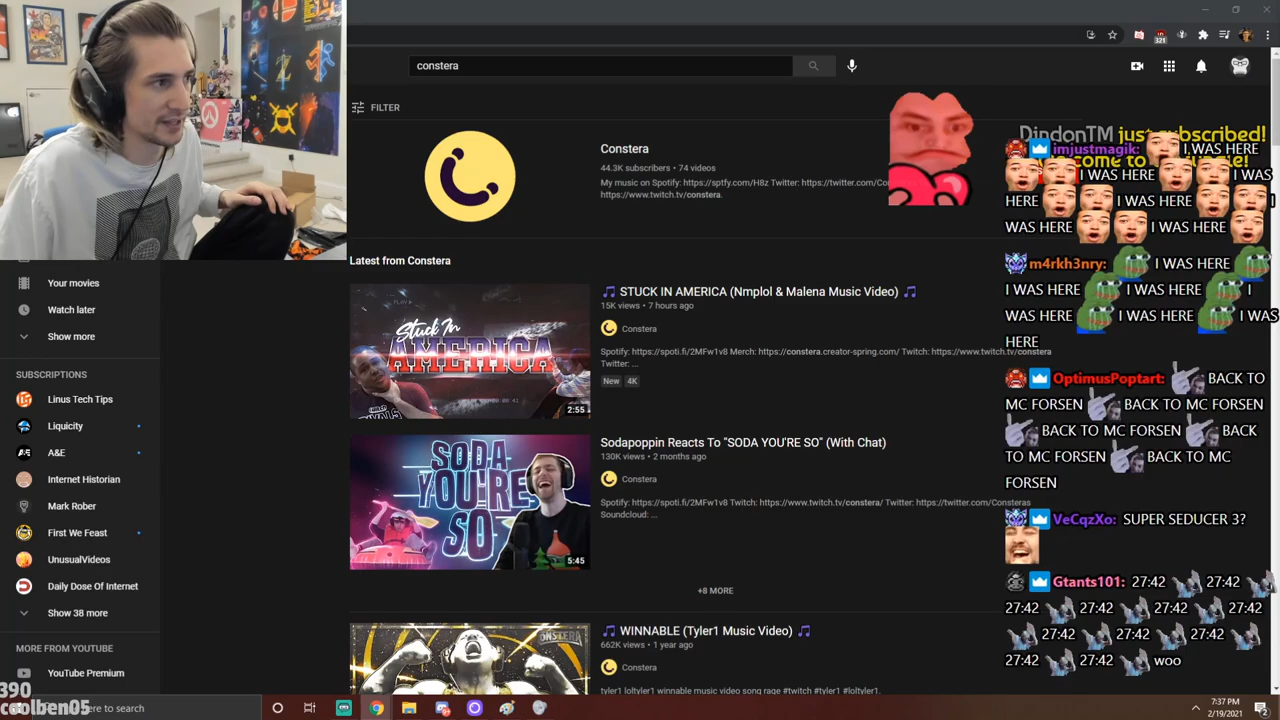 constera
321
FILTER
Constera
44.3K subscribers • 74 videos
My music on Spotify: https://sptfy.com/H8z Twitter: https://twitter.com/Co
https://www.twitch.tv/constera.
Latest from Constera
🎵 STUCK IN AMERICA (Nmplol & Malena Music Video) 🎵
15K views • 7 hours ago
Constera
Spotify: https://spoti.fi/2MFw1v8 Merch: https://constera.creator-spring.com/ Twitch: https://www.twitch.tv/constera
Twitter: ...
New 4K
Stuck In
AMERICA
2:55
Sodapoppin Reacts To "SODA YOU'RE SO" (With Chat)
130K views • 2 months ago
Constera
Spotify: https://spoti.fi/2MFw1v8 Twitch: https://www.twitch.tv/constera/ Twitter: https://twitter.com/Consteras
Soundcloud: ...
SODA
YOU'RE
SO
5:45
+8 MORE
🎵 WINNABLE (Tyler1 Music Video) 🎵
662K views • 1 year ago
Constera
tyler1 loltyler1 winnable music video song rage #twitch #tyler1 #loltyler1.
Your movies
Watch later
Show more
SUBSCRIPTIONS
Linus Tech Tips
Liquicity
A&E
Internet Historian
Mark Rober
First We Feast
UnusualVideos
Daily Dose Of Internet
Show 38 more
MORE FROM YOUTUBE
YouTube Premium
DindonTM just subscribed!
imjustmagik: I WAS HERE
I WAS HERE I WAS
HERE I WAS HERE I
WAS HERE I WAS HERE
m4rkh3nry: I WAS HERE
I WAS HERE I
WAS HERE I WAS HERE I WAS
HERE
OptimusPoptart: BACK TO
MC FORSEN BACK TO MC FORSEN
BACK TO MC FORSEN BACK
TO MC FORSEN BACK TO MC
FORSEN
VeCqzXo: SUPER SEDUCER 3?
Gtants101: 27:42 27:42
27:42 27:42 27:42 27:42
27:42 27:42 27:42
27:42 27:42 woo
390
coolben05
here to search
7:37 PM
2/19/2021
2